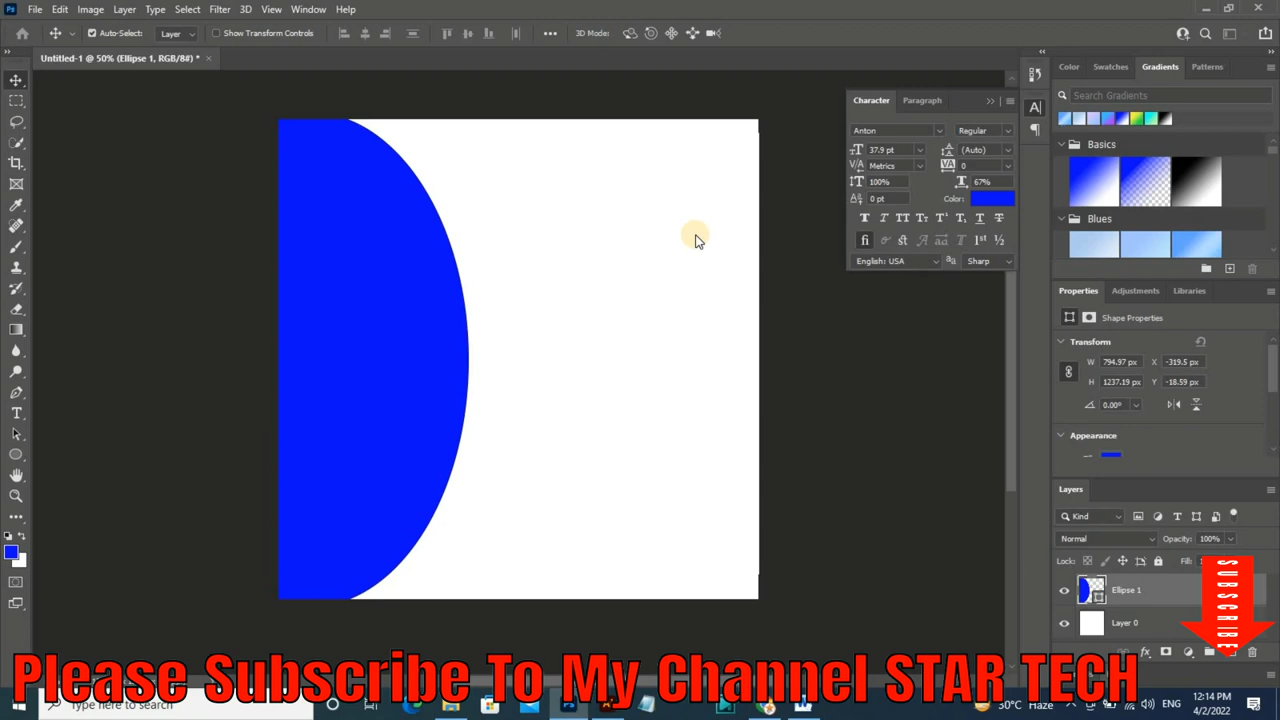 Ps File Edit Image Layer Type Select Filter 3D View Window Help
Auto-Select: Layer Show Transform Controls 3D Mode:
Untitled-1 @ 50% (Ellipse 1, RGB/8#) *
Color Swatches Gradients Patterns
Search Gradients
Character Paragraph
Anton Regular
37.9 pt (Auto)
Metrics 0
100% 67%
0 pt Color:
English: USA Sharp
Basics
Blues
Properties Adjustments Libraries
Shape Properties
Transform
W 794.97 px X -319.5 px
H 1237.19 px Y -18.59 px
0.00°
Appearance
Layers
Kind
Normal Opacity: 100%
Lock: Fill:
Ellipse 1
Layer 0
SUBSCRIBE
Please Subscribe To My Channel STAR TECH
Type here to search
30°C Haze ENG 12:14 PM
4/2/2022